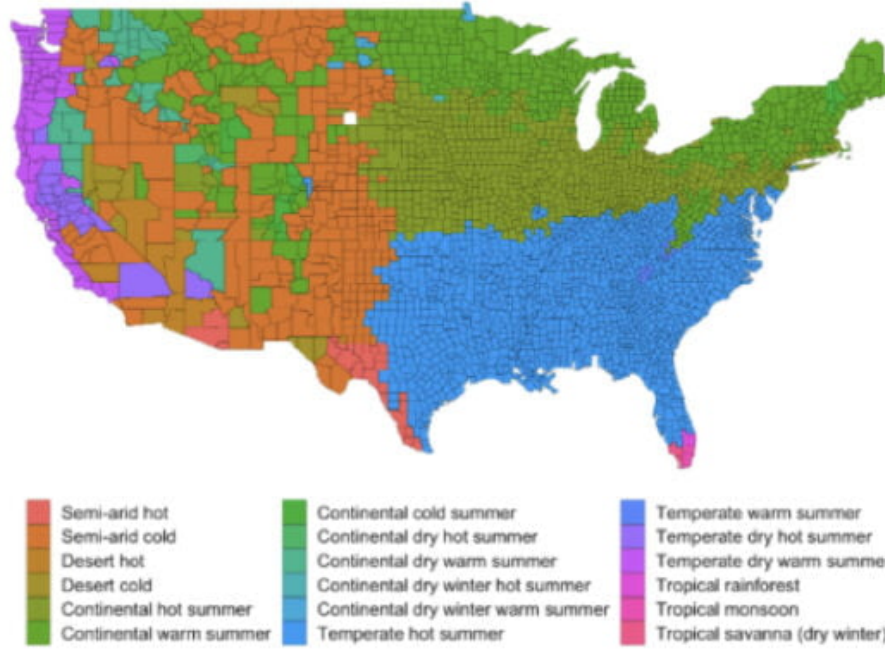 Semi-arid hot
Semi-arid cold
Desert hot
Desert cold
Continental hot summer
Continental warm summer
Continental cold summer
Continental dry hot summer
Continental dry warm summer
Continental dry winter hot summer
Continental dry winter warm summer
Temperate hot summer
Temperate warm summer
Temperate dry hot summer
Temperate dry warm summe
Tropical rainforest
Tropical monsoon
Tropical savanna (dry winter)